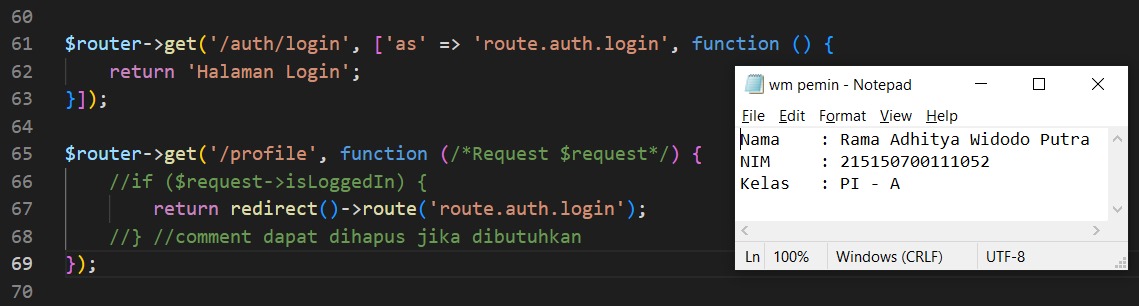 60
61 $router->get('/auth/login', ['as' => 'route.auth.login', function () {
62     return 'Halaman Login';
63 }]);
64
65 $router->get('/profile', function (/*Request $request*/) {
66     //if ($request->isLoggedIn) {
67         return redirect()->route('route.auth.login');
68     //} //comment dapat dihapus jika dibutuhkan
69 });
70
wm pemin - Notepad
File Edit Format View Help
Nama    : Rama Adhitya Widodo Putra
NIM     : 215150700111052
Kelas   : PI - A
Ln 100% Windows (CRLF) UTF-8